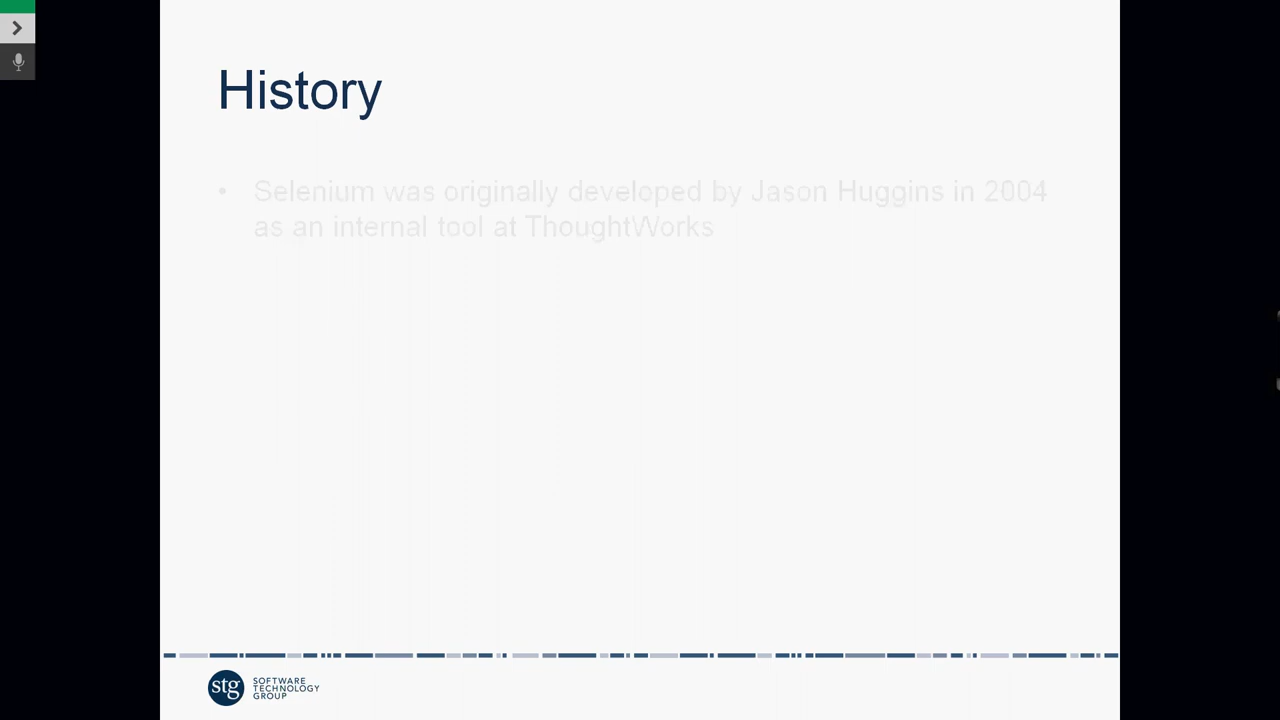 History
• Selenium was originally developed by Jason Huggins in 2004
as an internal tool at ThoughtWorks
stg
SOFTWARE
TECHNOLOGY
GROUP